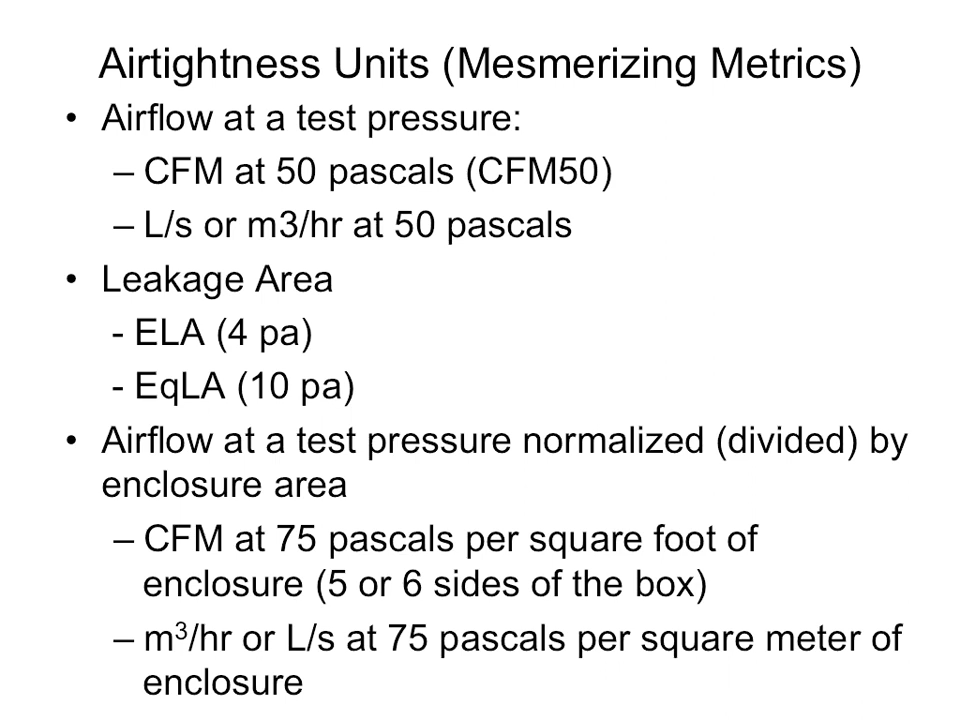 Airtightness Units (Mesmerizing Metrics)
• Airflow at a test pressure:
– CFM at 50 pascals (CFM50)
– L/s or m3/hr at 50 pascals
• Leakage Area
- ELA (4 pa)
- EqLA (10 pa)
• Airflow at a test pressure normalized (divided) by
enclosure area
– CFM at 75 pascals per square foot of
enclosure (5 or 6 sides of the box)
– m³/hr or L/s at 75 pascals per square meter of
enclosure